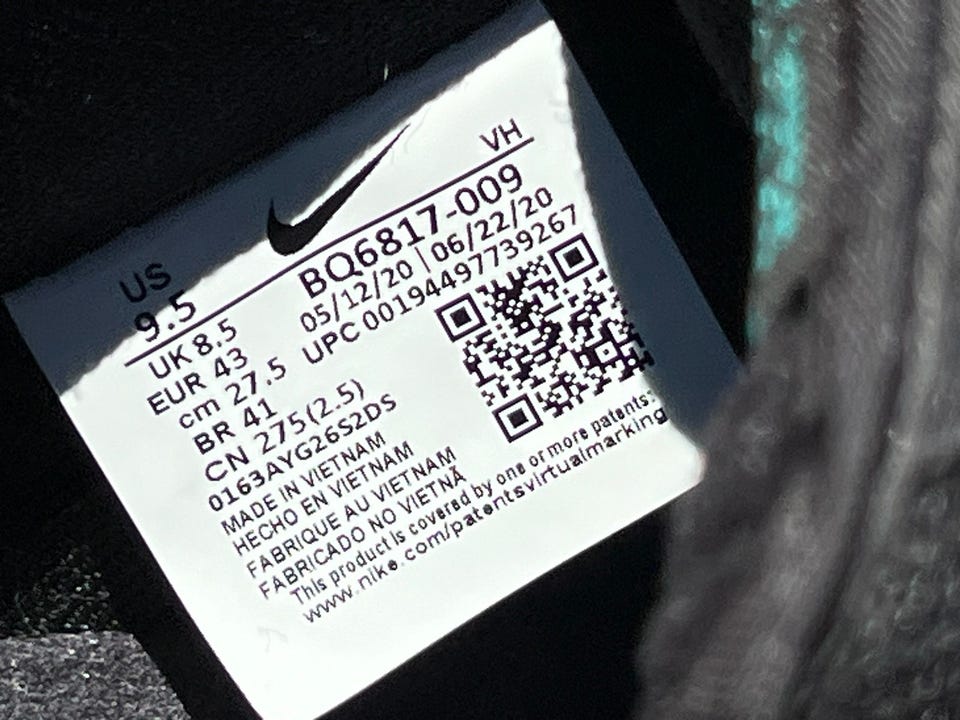 VH
US
9.5
BQ6817-009
UK 8.5
05/12/20 | 06/22/20
EUR 43
UPC 00194497739267
cm 27.5
BR 41
CN 275(2.5)
0163AYG26S2DS
MADE IN VIETNAM
HECHO EN VIETNAM
FABRIQUE AU VIETNAM
FABRICADO NO VIETNÃ
This product is covered by one or more patents:
www.nike.com/patentsvirtualmarking